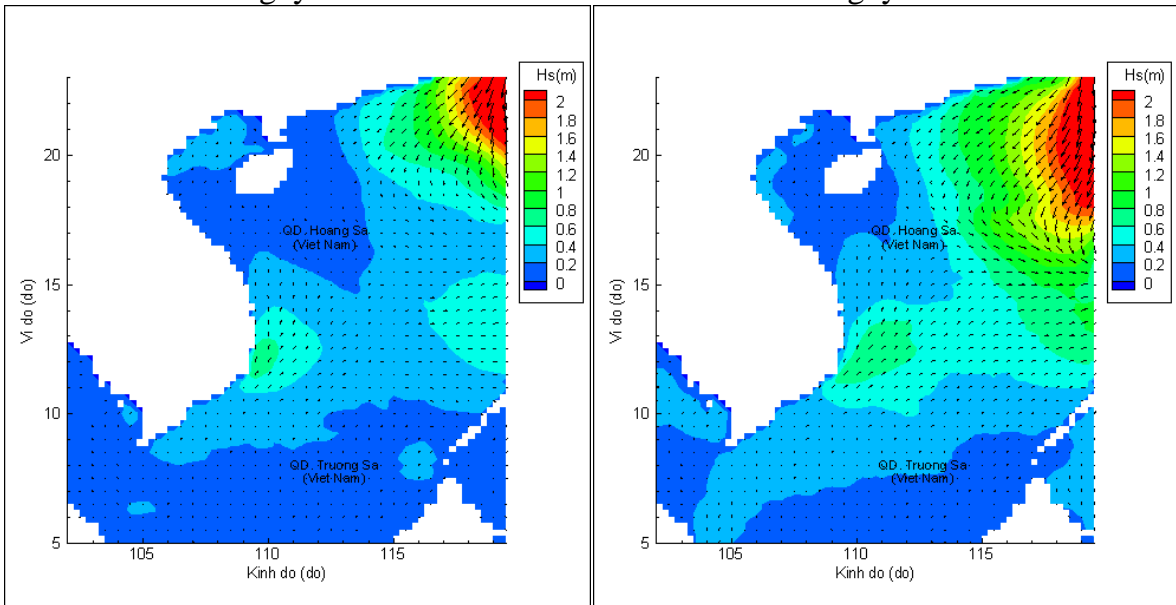 Hs(m)
2
1.8
1.6
1.4
1.2
1
0.8
0.6
0.4
0.2
0
20
15
10
5
Vi do (do)
QD. Hoang Sa
(Viet Nam)
QD. Truong Sa
(Viet Nam)
105
110
115
Kinh do (do)
Hs(m)
2
1.8
1.6
1.4
1.2
1
0.8
0.6
0.4
0.2
0
20
15
10
5
Vi do (do)
QD. Hoang Sa
(Viet Nam)
QD. Truong Sa
(Viet Nam)
105
110
115
Kinh do (do)